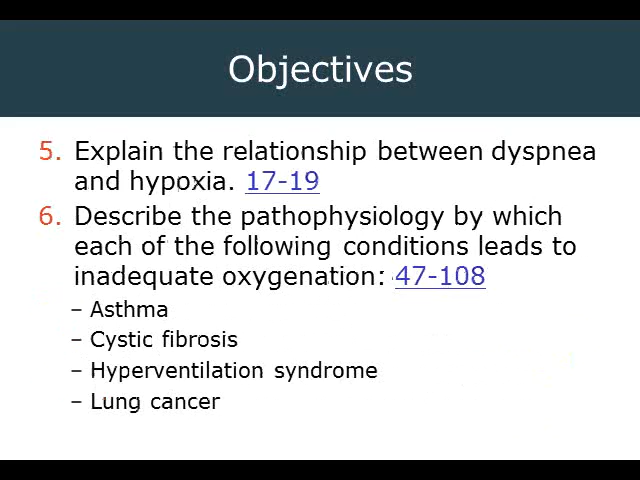 Objectives
5. Explain the relationship between dyspnea
and hypoxia. 17-19
6. Describe the pathophysiology by which
each of the following conditions leads to
inadequate oxygenation: 47-108
– Asthma
– Cystic fibrosis
– Hyperventilation syndrome
– Lung cancer